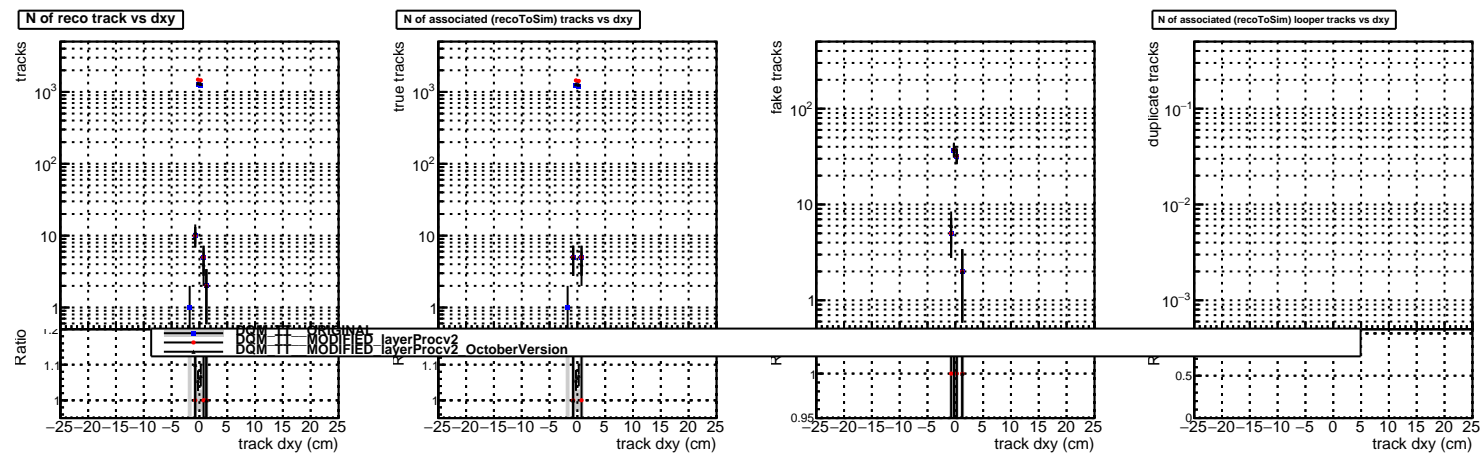 N of reco track vs dxy
N of associated (recoToSim) tracks vs dxy
N of associated (recoToSim) looper tracks vs dxy
tracks
10³
10²
10
1
true tracks
10³
10²
10
1
fake tracks
10²
10
1
duplicate tracks
10⁻¹
10⁻²
10⁻³
DQM_TT__ORIGINAL
DQM_TT__MODIFIED_layerProcv2
DQM_TT__MODIFIED_layerProcv2_OctoberVersion
Ratio
1.2
1.1
1
−25 −20 −15 −10 −5 0 5 10 15 20 25
track dxy (cm)
1.1
1
−25 −20 −15 −10 −5 0 5 10 15 20 25
track dxy (cm)
1
0.95
−25 −20 −15 −10 −5 0 5 10 15 20 25
track dxy (cm)
0.5
0
−25 −20 −15 −10 −5 0 5 10 15 20 25
track dxy (cm)